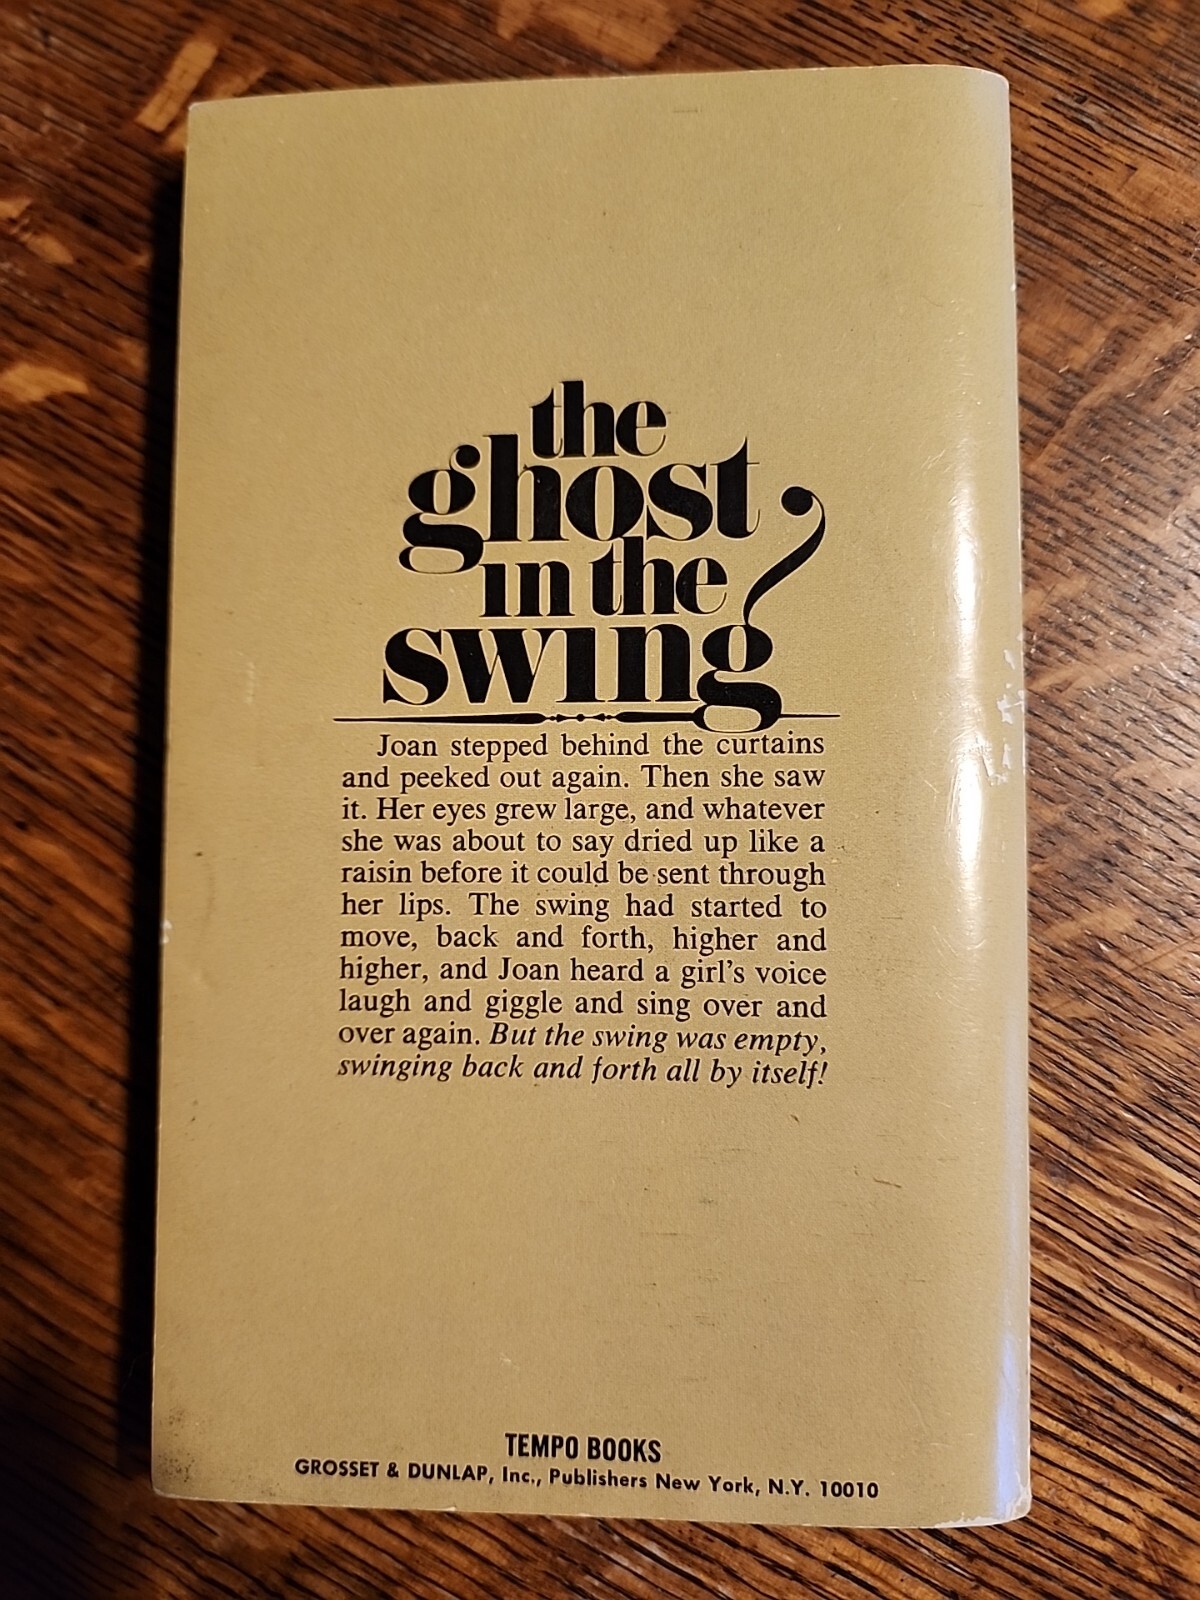 the
ghost
in the
swing
Joan stepped behind the curtains
and peeked out again. Then she saw
it. Her eyes grew large, and whatever
she was about to say dried up like a
raisin before it could be sent through
her lips. The swing had started to
move, back and forth, higher and
higher, and Joan heard a girl's voice
laugh and giggle and sing over and
over again. But the swing was empty,
swinging back and forth all by itself!
TEMPO BOOKS
GROSSET & DUNLAP, Inc., Publishers New York, N.Y. 10010